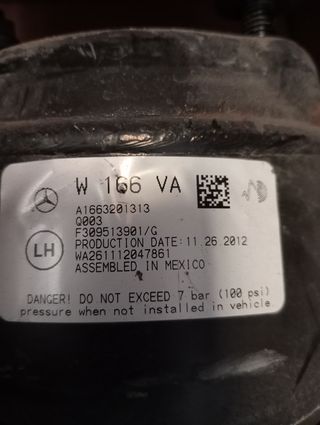 W 166 VA
A1663201313
Q003
F309513901/G
LH
PRODUCTION DATE: 11.26.2012
WA261112047861
ASSEMBLED IN MEXICO
DANGER! DO NOT EXCEED 7 bar (100 psi)
pressure when not installed in vehicle